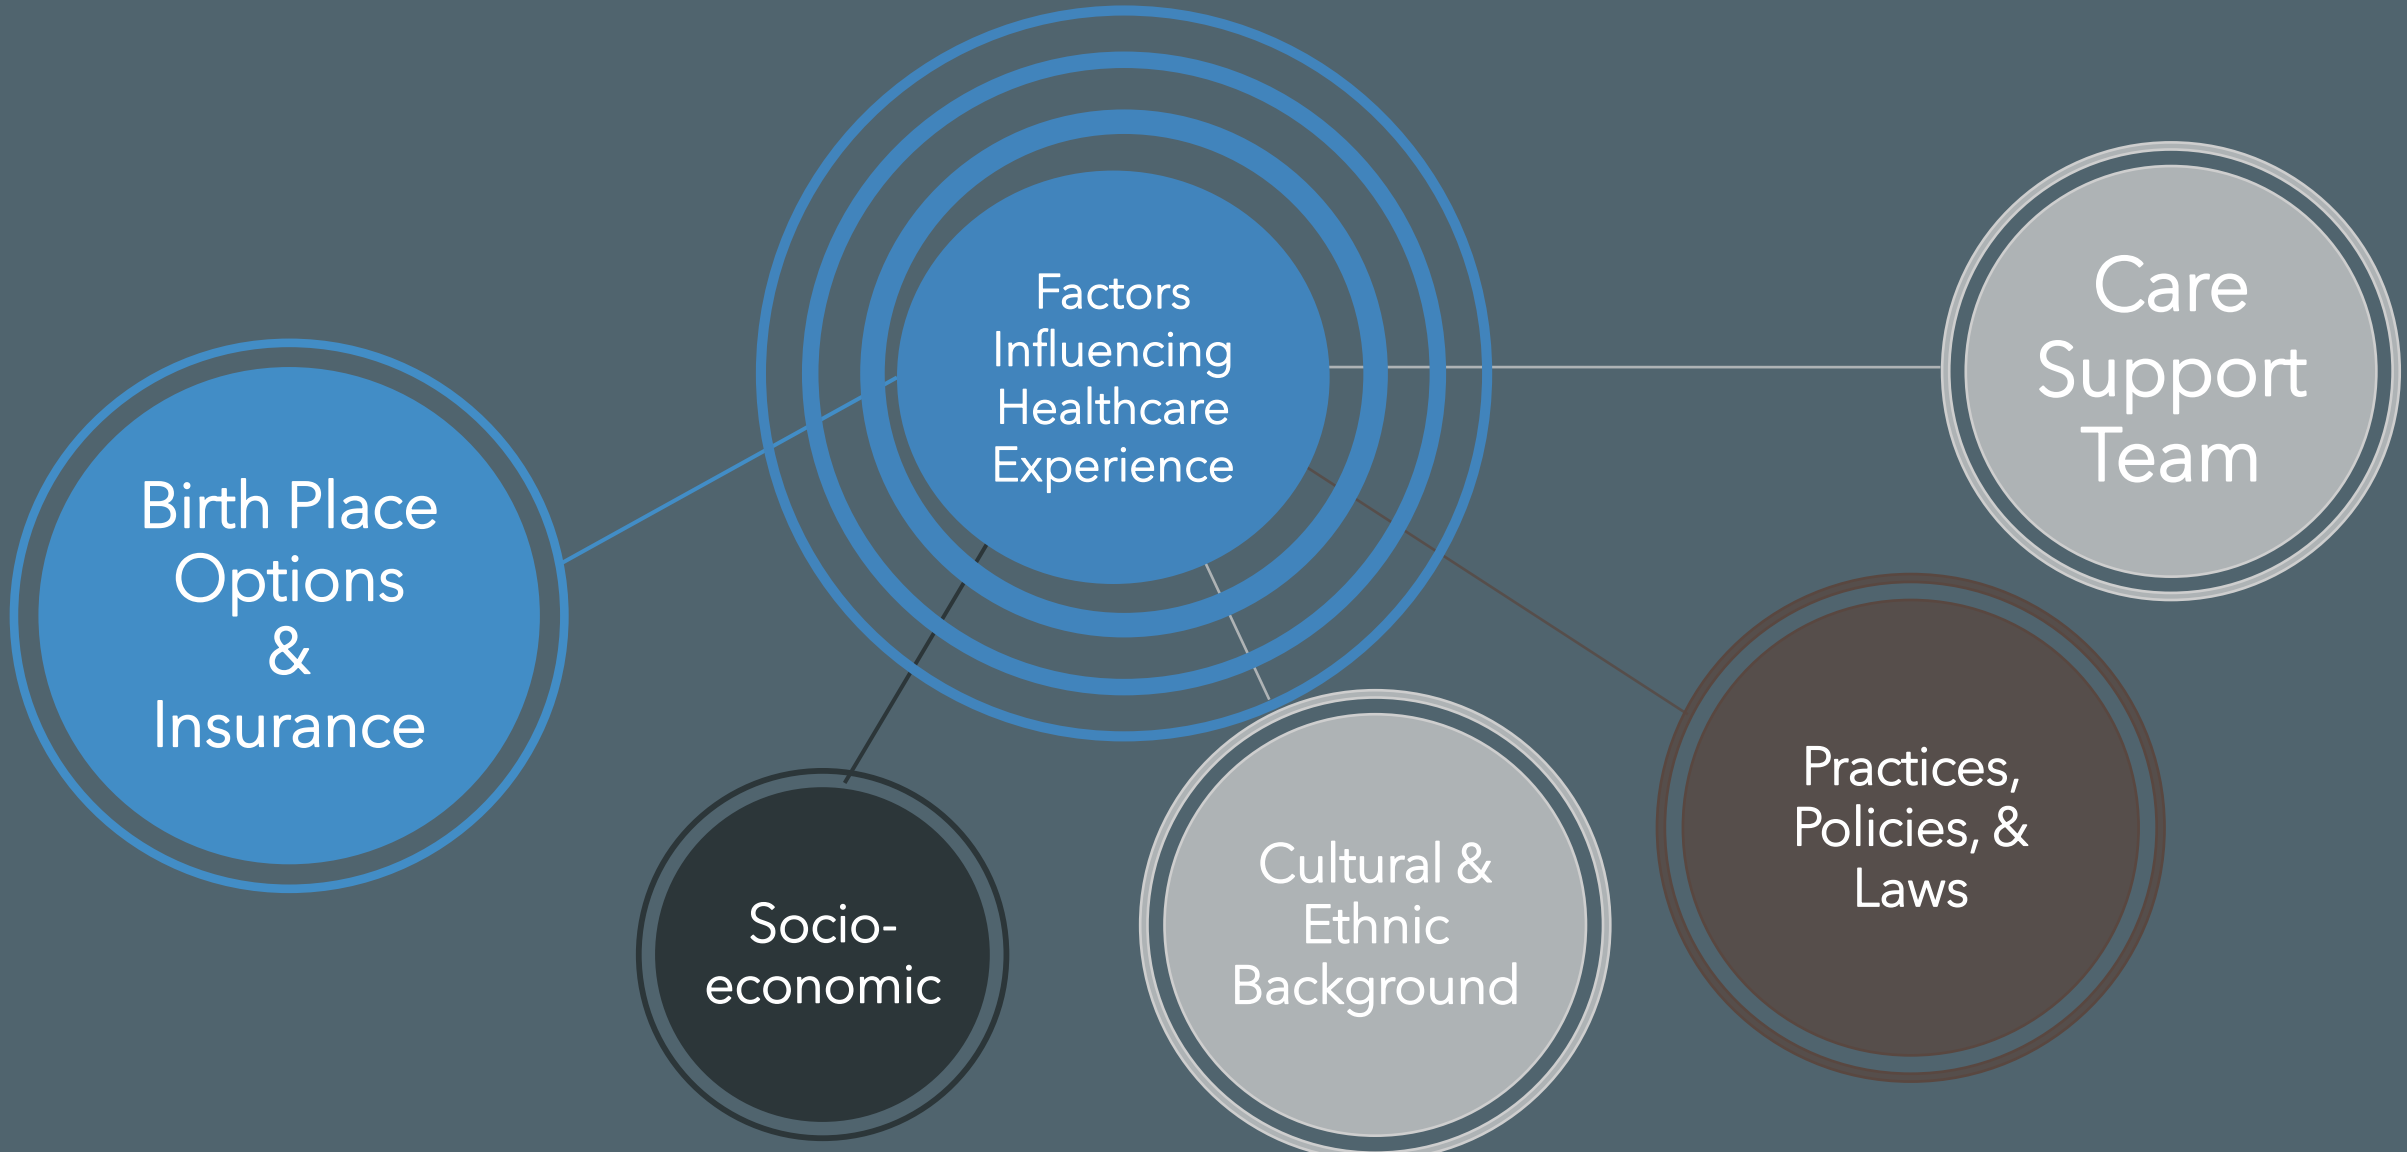 Factors
Influencing
Healthcare
Experience
Care
Support
Team
Birth Place
Options
&
Insurance
Practices,
Policies, &
Laws
Cultural &
Ethnic
Background
Socio-
economic